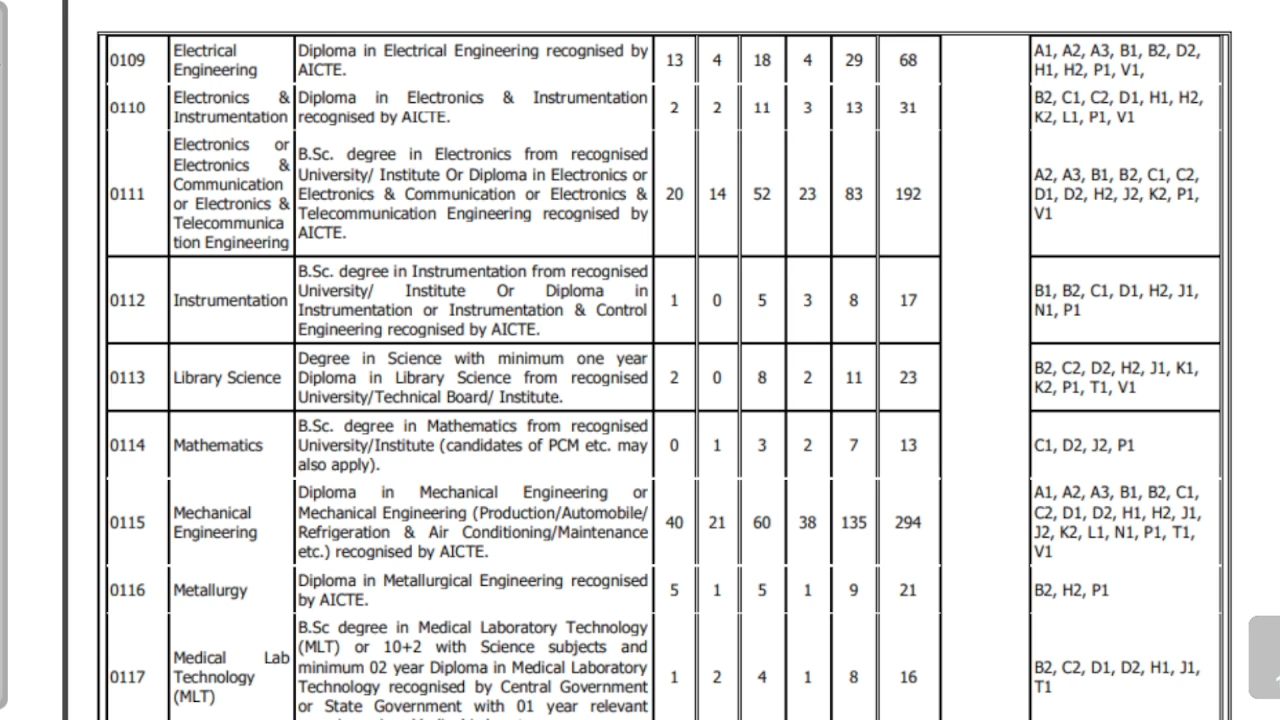 0109 Electrical Engineering Diploma in Electrical Engineering recognised by AICTE. 13 4 18 4 29 68 A1, A2, A3, B1, B2, D2, H1, H2, P1, V1,
0110 Electronics & Instrumentation Diploma in Electronics & Instrumentation recognised by AICTE. 2 2 11 3 13 31 B2, C1, C2, D1, H1, H2, K2, L1, P1, V1
0111 Electronics or Electronics & Communication or Electronics & Telecommunica tion Engineering B.Sc. degree in Electronics from recognised University/ Institute Or Diploma in Electronics or Electronics & Communication or Electronics & Telecommunication Engineering recognised by AICTE. 20 14 52 23 83 192 A2, A3, B1, B2, C1, C2, D1, D2, H2, J2, K2, P1, V1
0112 Instrumentation B.Sc. degree in Instrumentation from recognised University/ Institute Or Diploma in Instrumentation or Instrumentation & Control Engineering recognised by AICTE. 1 0 5 3 8 17 B1, B2, C1, D1, H2, J1, N1, P1
0113 Library Science Degree in Science with minimum one year Diploma in Library Science from recognised University/Technical Board/ Institute. 2 0 8 2 11 23 B2, C2, D2, H2, J1, K1, K2, P1, T1, V1
0114 Mathematics B.Sc. degree in Mathematics from recognised University/Institute (candidates of PCM etc. may also apply). 0 1 3 2 7 13 C1, D2, J2, P1
0115 Mechanical Engineering Diploma in Mechanical Engineering or Mechanical Engineering (Production/Automobile/ Refrigeration & Air Conditioning/Maintenance etc.) recognised by AICTE. 40 21 60 38 135 294 A1, A2, A3, B1, B2, C1, C2, D1, D2, H1, H2, J1, J2, K2, L1, N1, P1, T1, V1
0116 Metallurgy Diploma in Metallurgical Engineering recognised by AICTE. 5 1 5 1 9 21 B2, H2, P1
0117 Medical Lab Technology (MLT) B.Sc degree in Medical Laboratory Technology (MLT) or 10+2 with Science subjects and minimum 02 year Diploma in Medical Laboratory Technology recognised by Central Government or State Government with 01 year relevant 1 2 4 1 8 16 B2, C2, D1, D2, H1, J1, T1